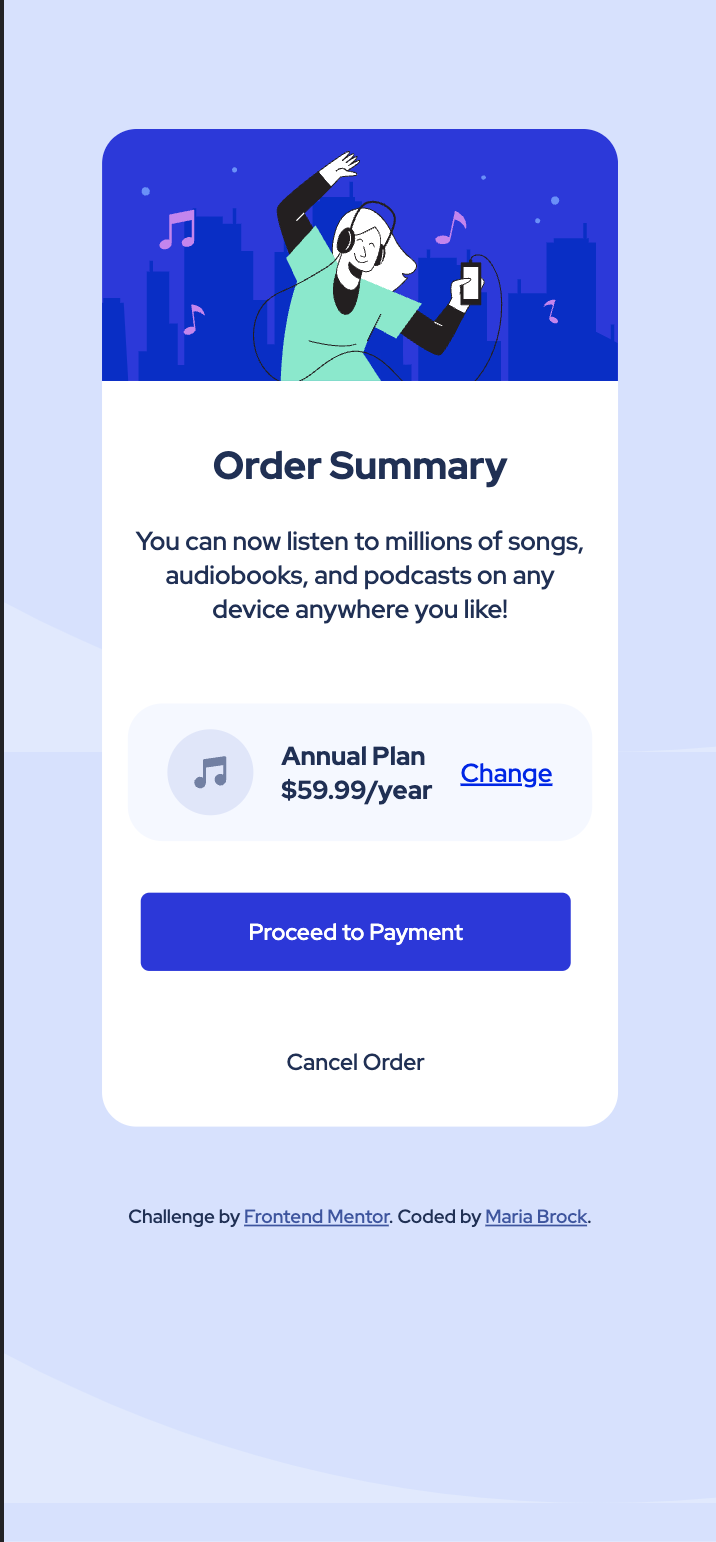 Order Summary
You can now listen to millions of songs,
audiobooks, and podcasts on any
device anywhere you like!
Annual Plan
$59.99/year
Change
Proceed to Payment
Cancel Order
Challenge by Frontend Mentor. Coded by Maria Brock.